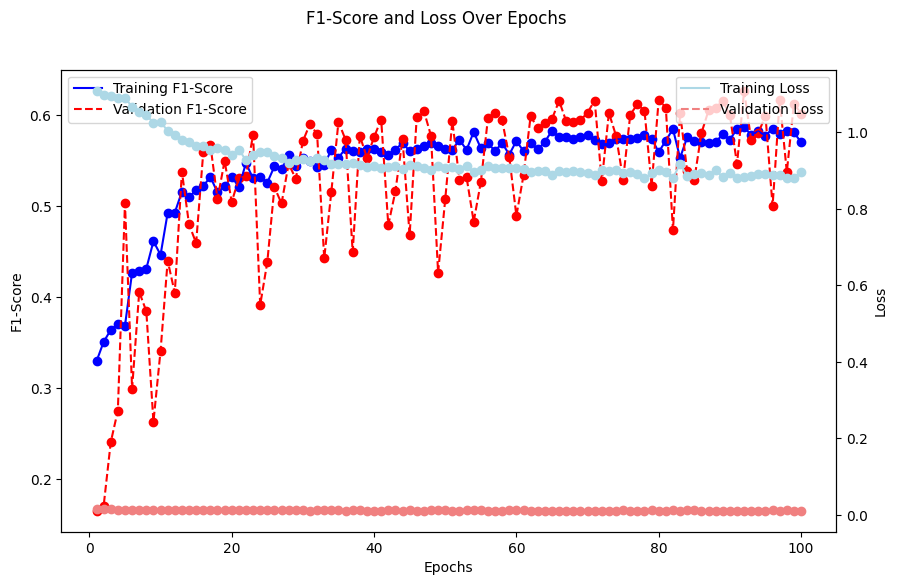 F1-Score and Loss Over Epochs
Training F1-Score
Validation F1-Score
Training Loss
Validation Loss
0.6
0.5
0.4
0.3
0.2
F1-Score
1.0
0.8
0.6
0.4
0.2
0.0
Loss
0
20
40
60
80
100
Epochs